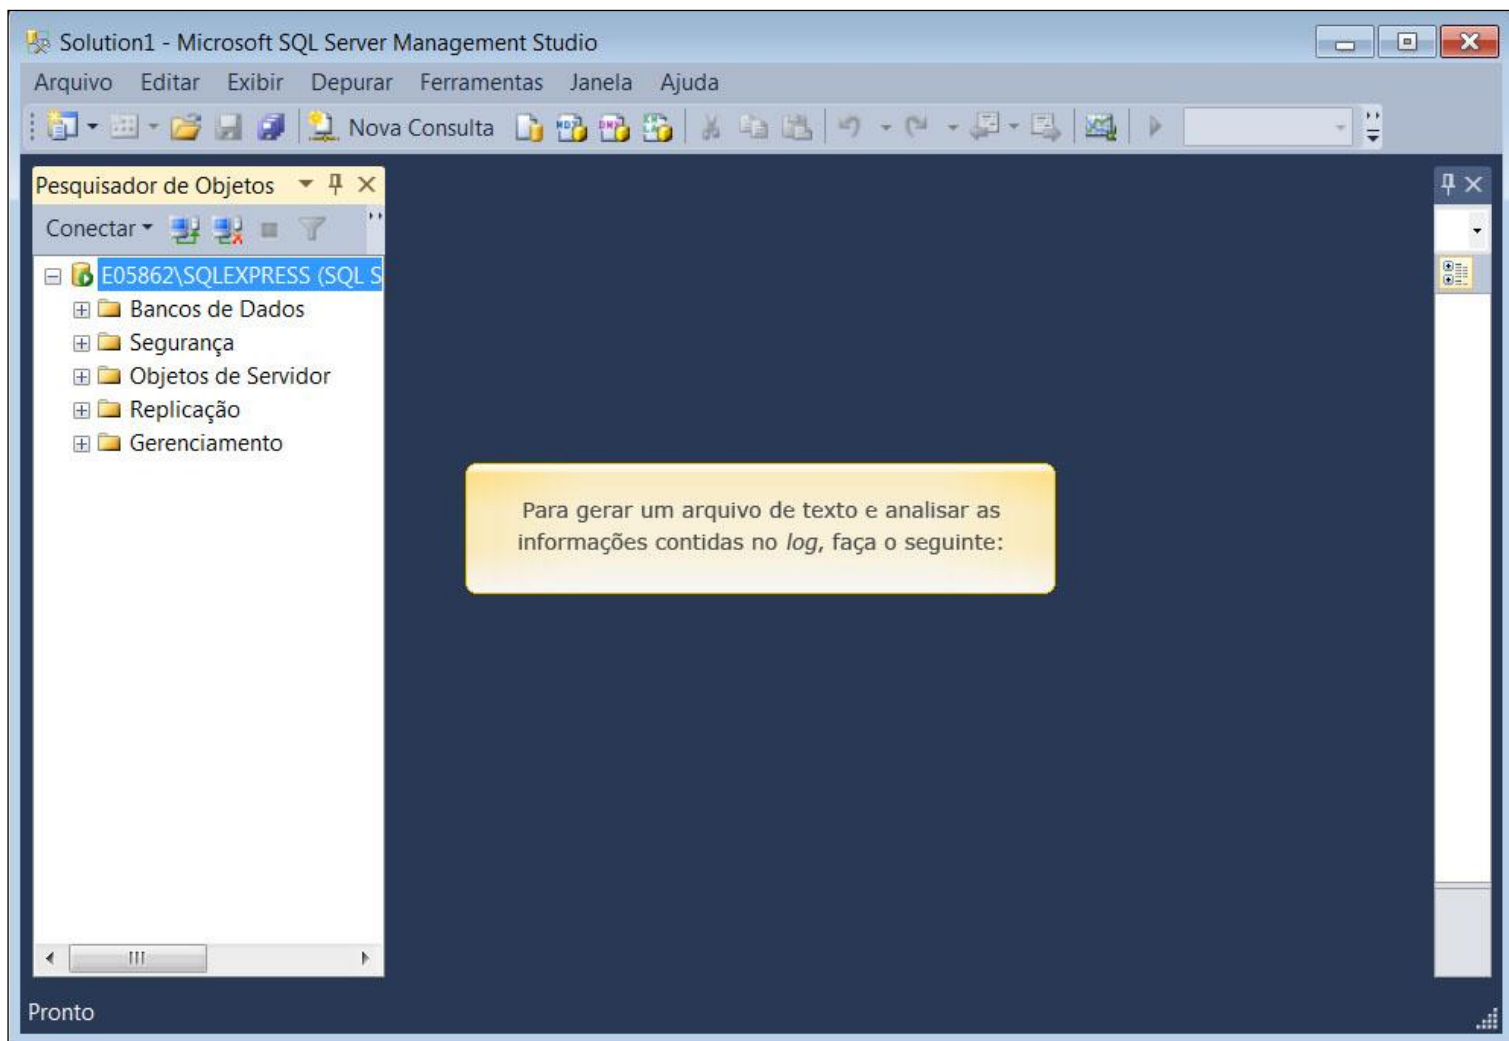 Solution1 - Microsoft SQL Server Management Studio
Arquivo Editar Exibir Depurar Ferramentas Janela Ajuda
Nova Consulta
Pesquisador de Objetos
Conectar
E05862\SQLEXPRESS (SQL S
Bancos de Dados
Segurança
Objetos de Servidor
Replicação
Gerenciamento
Para gerar um arquivo de texto e analisar as
informações contidas no log, faça o seguinte:
Pronto